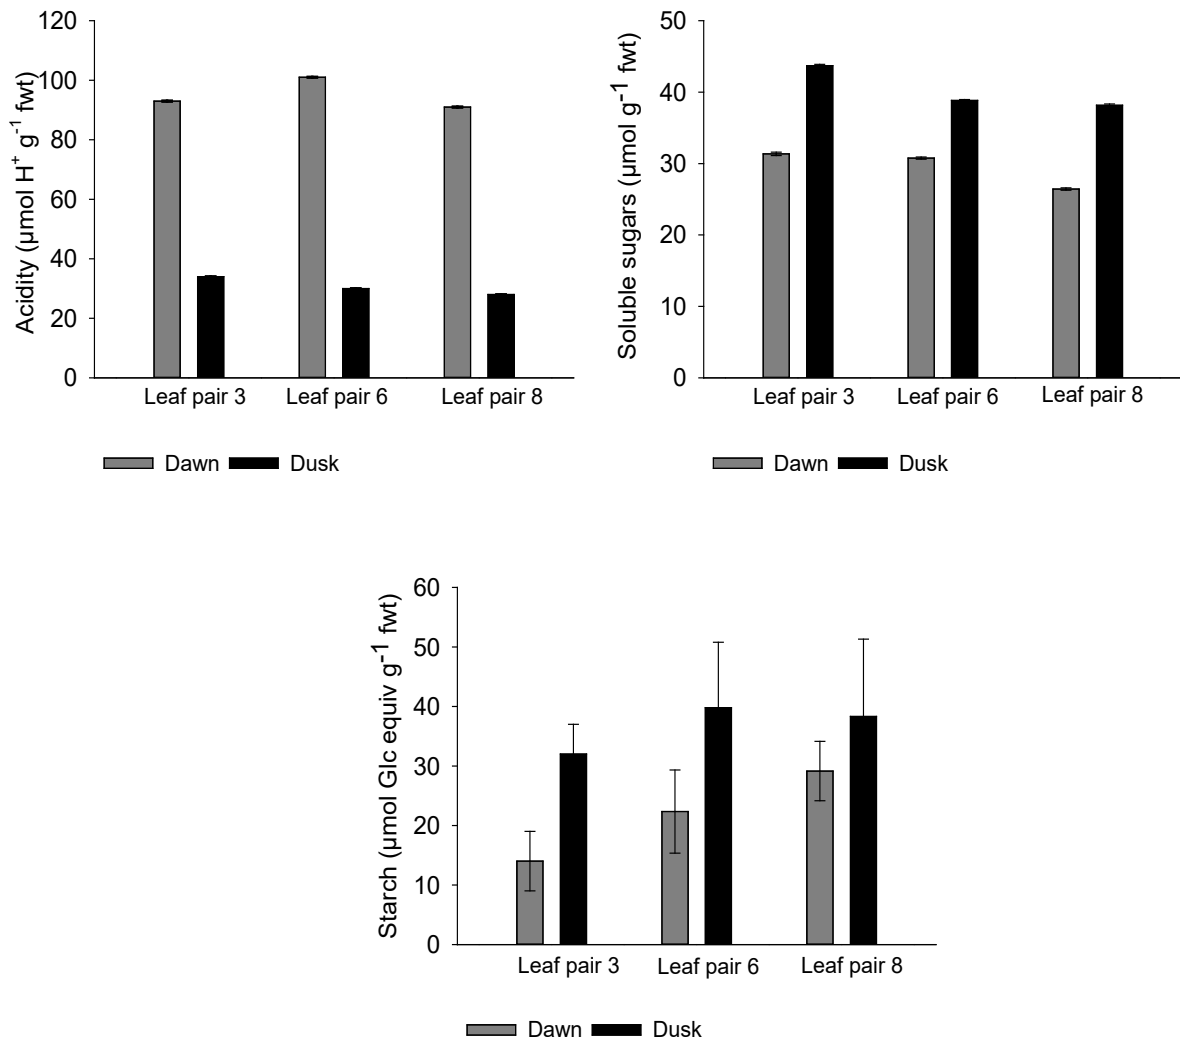 Acidity (µmol H⁺ g⁻¹ fwt)
120
100
80
60
40
20
0
Leaf pair 3 Leaf pair 6 Leaf pair 8
Dawn Dusk
Soluble sugars (µmol g⁻¹ fwt)
50
40
30
20
10
0
Leaf pair 3 Leaf pair 6 Leaf pair 8
Dawn Dusk
Starch (µmol Glc equiv g⁻¹ fwt)
60
50
40
30
20
10
0
Leaf pair 3 Leaf pair 6 Leaf pair 8
Dawn Dusk